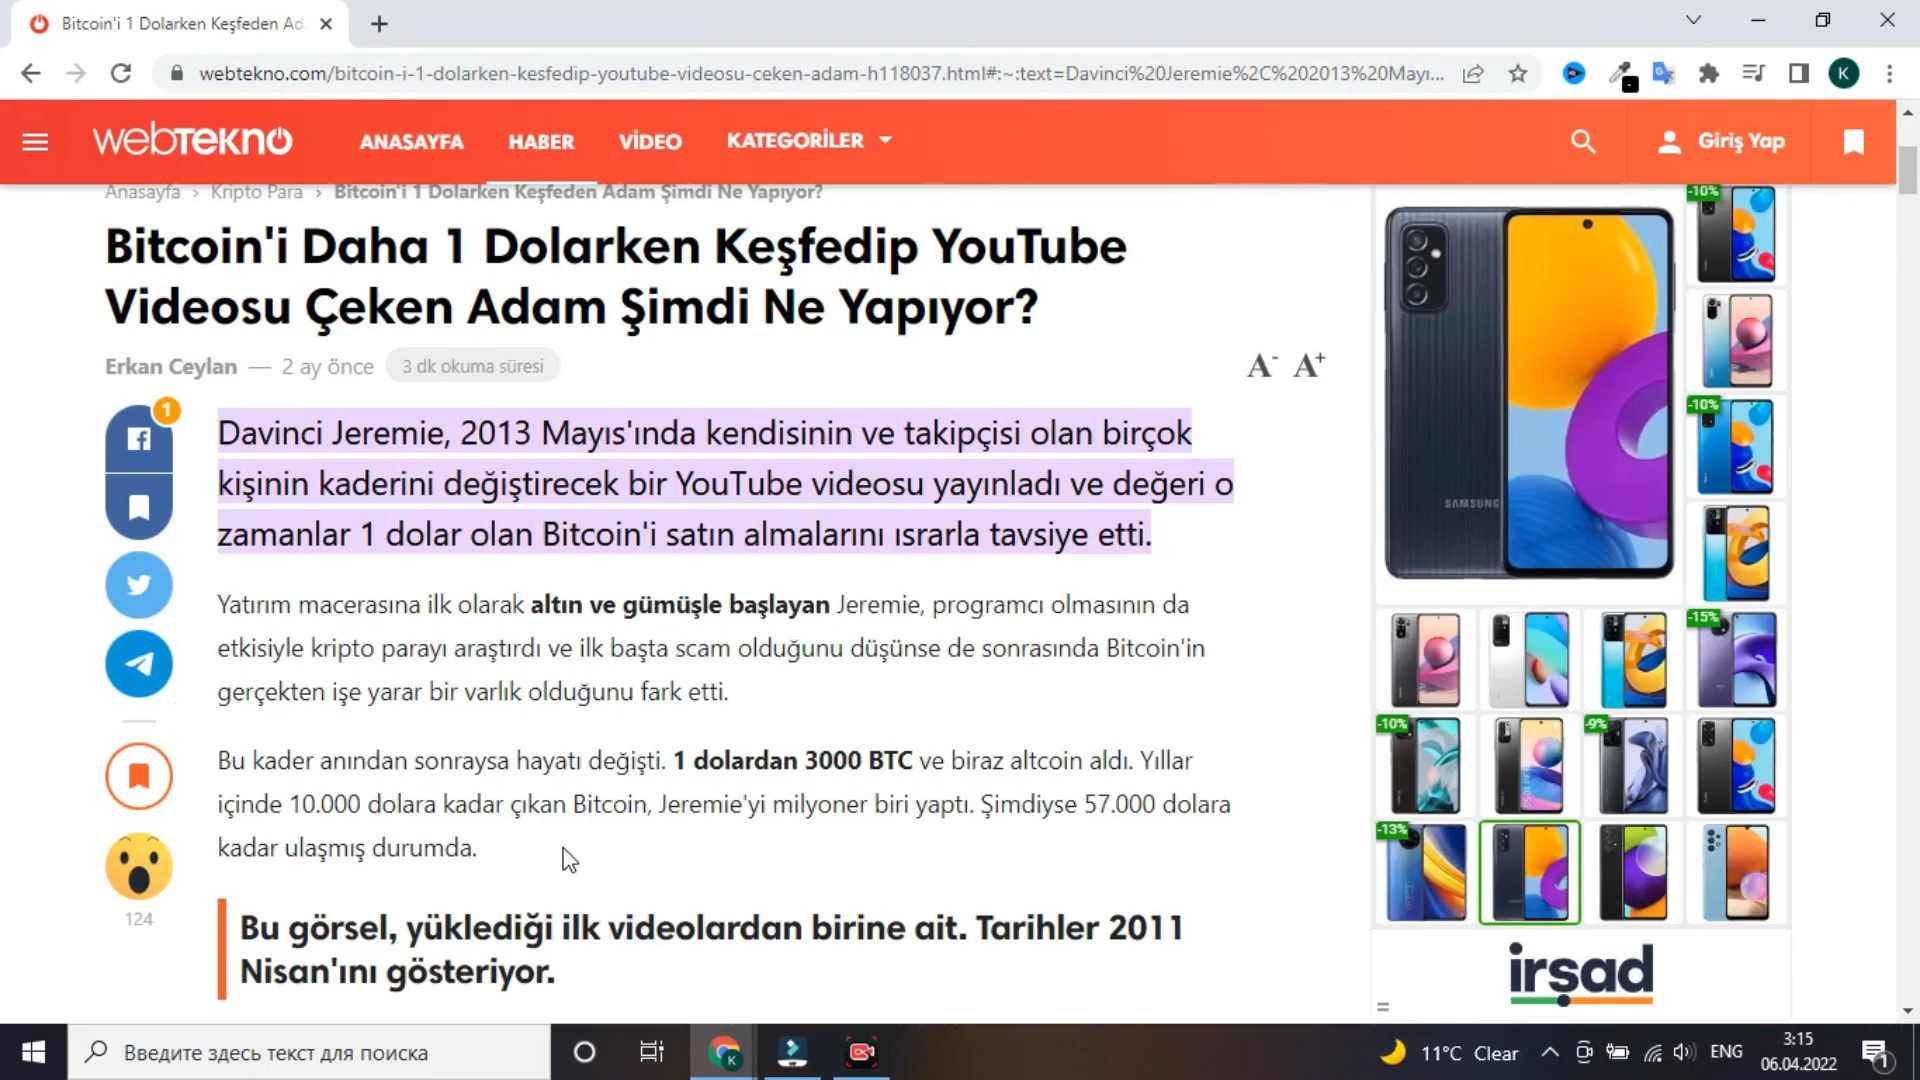 Bitcoin'i 1 Dolarken Keşfeden Ad
webtekno.com/bitcoin-i-1-dolarken-kesfedip-youtube-videosu-ceken-adam-h118037.html#:~:text=Davinci%20Jeremie%2C%202013%20Mayı...
K
webTEKNO
ANASAYFA
HABER
VİDEO
KATEGORİLER
Giriş Yap
Anasayfa › Kripto Para › Bitcoin'i 1 Dolarken Keşfeden Adam Şimdi Ne Yapıyor?
Bitcoin'i Daha 1 Dolarken Keşfedip YouTube
Videosu Çeken Adam Şimdi Ne Yapıyor?
Erkan Ceylan — 2 ay önce
3 dk okuma süresi
A- A+
1
Davinci Jeremie, 2013 Mayıs'ında kendisinin ve takipçisi olan birçok
kişinin kaderini değiştirecek bir YouTube videosu yayınladı ve değeri o
zamanlar 1 dolar olan Bitcoin'i satın almalarını ısrarla tavsiye etti.
Yatırım macerasına ilk olarak altın ve gümüşle başlayan Jeremie, programcı olmasının da
etkisiyle kripto parayı araştırdı ve ilk başta scam olduğunu düşünse de sonrasında Bitcoin'in
gerçekten işe yarar bir varlık olduğunu fark etti.
Bu kader anından sonraysa hayatı değişti. 1 dolardan 3000 BTC ve biraz altcoin aldı. Yıllar
içinde 10.000 dolara kadar çıkan Bitcoin, Jeremie'yi milyoner biri yaptı. Şimdiyse 57.000 dolara
kadar ulaşmış durumda.
124
Bu görsel, yüklediği ilk videolardan birine ait. Tarihler 2011
Nisan'ını gösteriyor.
SAMSUNG
-10%
-10%
-15%
-10%
-9%
-13%
irşad
Введите здесь текст для поиска
K
11°C Clear
ENG
3:15
06.04.2022
1